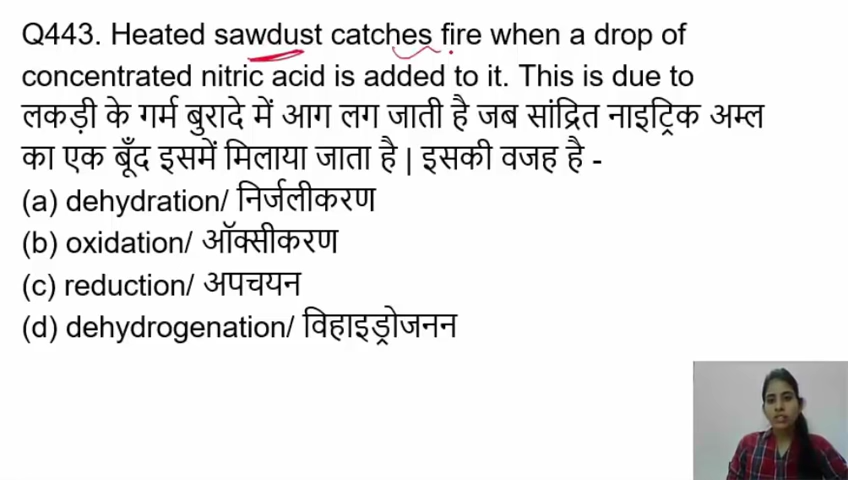 Q443. Heated sawdust catches fire when a drop of
concentrated nitric acid is added to it. This is due to
लकड़ी के गर्म बुरादे में आग लग जाती है जब सांद्रित नाइट्रिक अम्ल
का एक बूँद इसमें मिलाया जाता है | इसकी वजह है -
(a) dehydration/ निर्जलीकरण
(b) oxidation/ ऑक्सीकरण
(c) reduction/ अपचयन
(d) dehydrogenation/ विहाइड्रोजनन